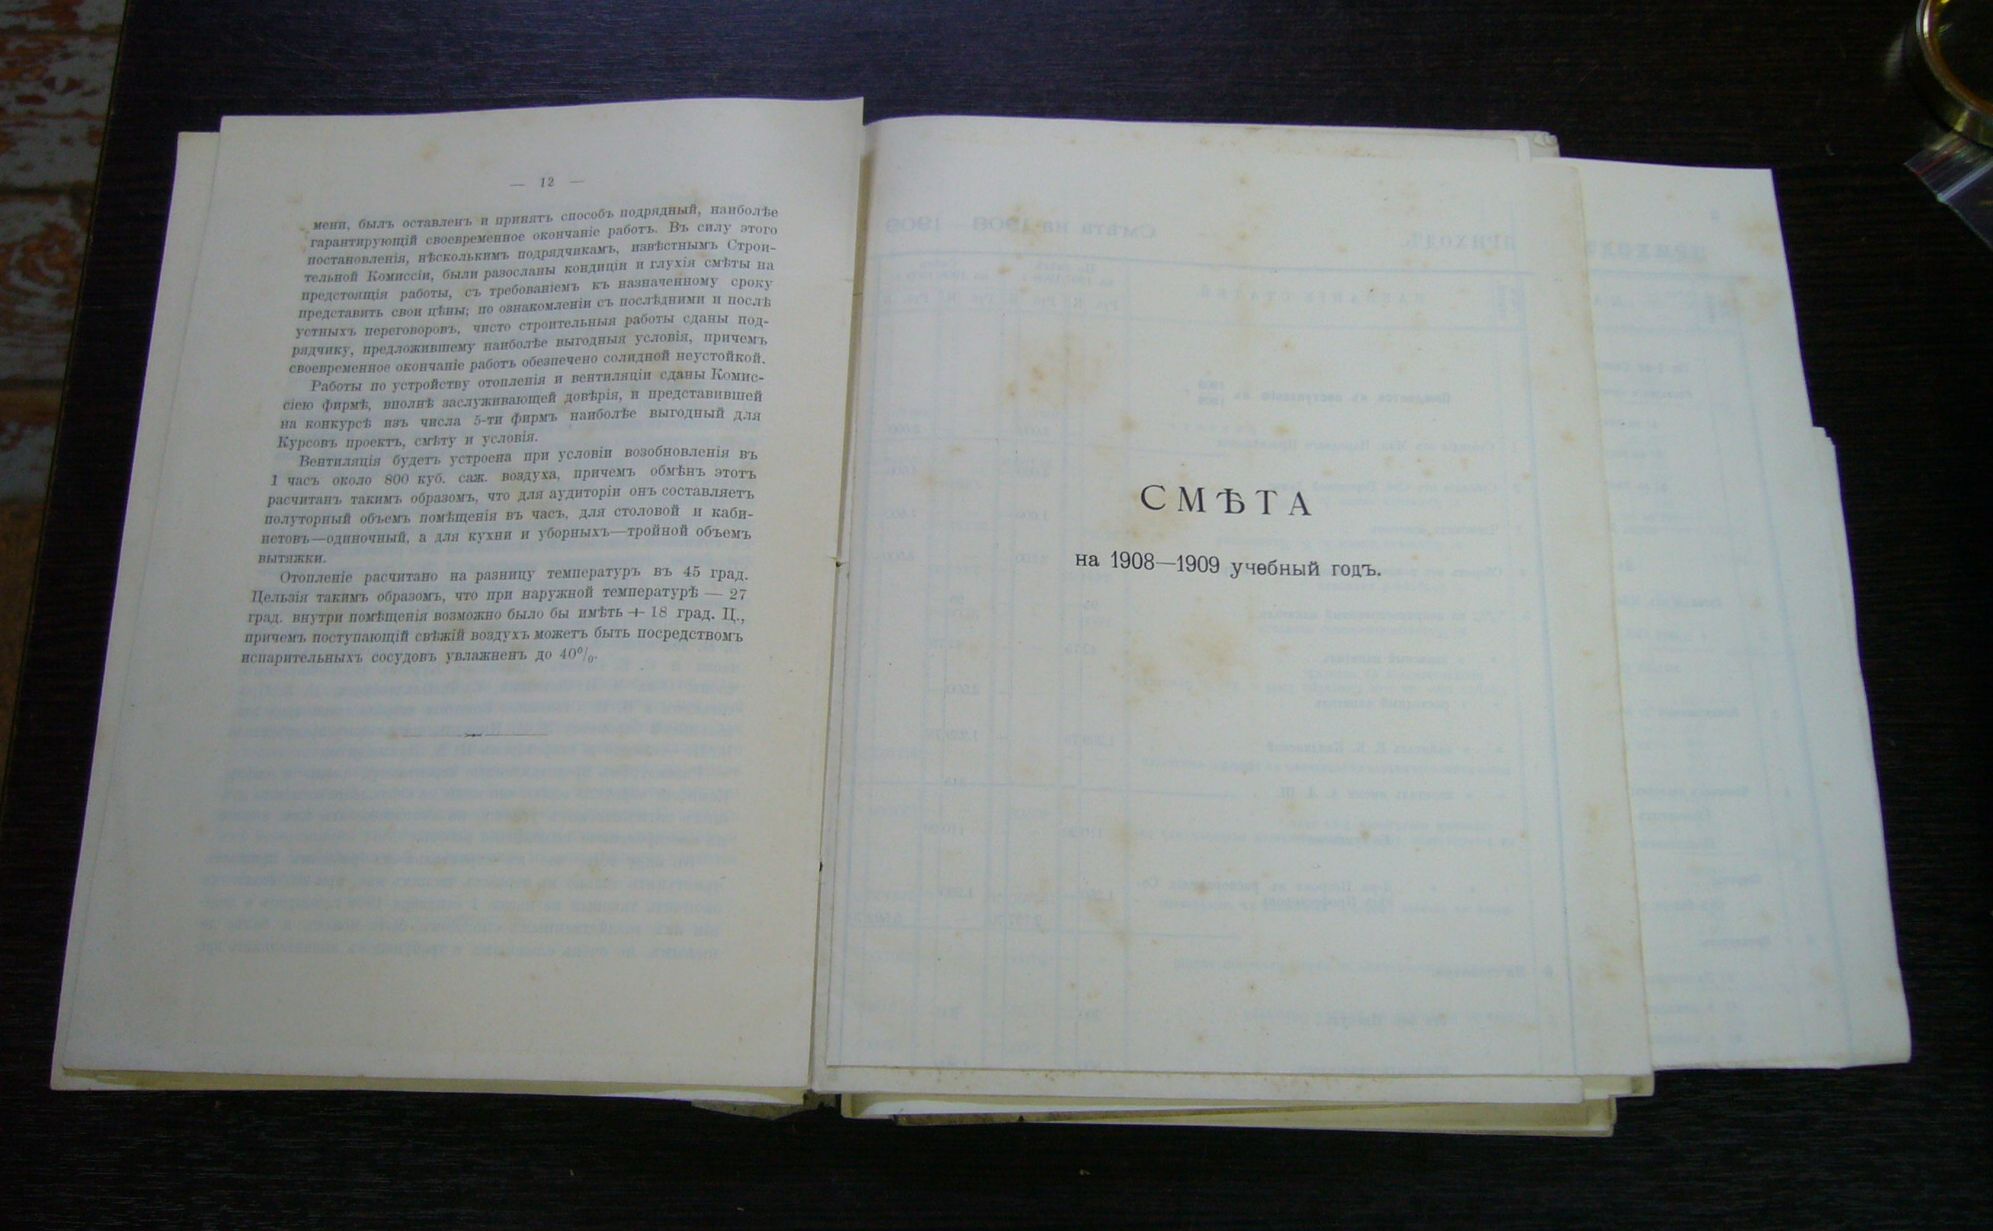 — 12 —
мени, былъ оставленъ и принятъ способъ подрядный, наиболѣе
гарантирующій своевременное окончаніе работъ. Въ силу этого
постановленія, нѣсколькимъ подрядчикамъ, извѣстнымъ Строи-
тельной Комиссіи, были разосланы кондиціи и глухія смѣты на
предстоящія работы, съ требованіемъ къ назначенному сроку
представить свои цѣны; по ознакомленіи съ послѣдними и послѣ
устныхъ переговоровъ, чисто строительныя работы сданы под-
рядчику, предложившему наиболѣе выгодныя условія, причемъ
своевременное окончаніе работъ обезпечено солидной неустойкой.
Работы по устройству отопленія и вентиляціи сданы Комис-
сіею фирмѣ, вполнѣ заслуживающей довѣрія, и представившей
на конкурсѣ изъ числа 5-ти фирмъ наиболѣе выгодный для
Курсовъ проектъ, смѣту и условія.
Вентиляція будетъ устроена при условіи возобновленія въ
1 часъ около 800 куб. саж. воздуха, причемъ обмѣнъ этотъ
расчитанъ такимъ образомъ, что для аудиторіи онъ составляетъ
полуторный объемъ помѣщенія въ часъ, для столовой и каби-
нетовъ—одиночный, а для кухни и уборныхъ—тройной объемъ
вытяжки.
Отопленіе расчитано на разницу температуръ въ 45 град.
Цельзія такимъ образомъ, что при наружной температурѣ — 27
град. внутри помѣщенія возможно было бы имѣть + 18 град. Ц.,
причемъ поступающій свѣжій воздухъ можетъ быть посредствомъ
испарительныхъ сосудовъ увлажненъ до 40%.
СМѢТА
на 1908—1909 учебный годъ.